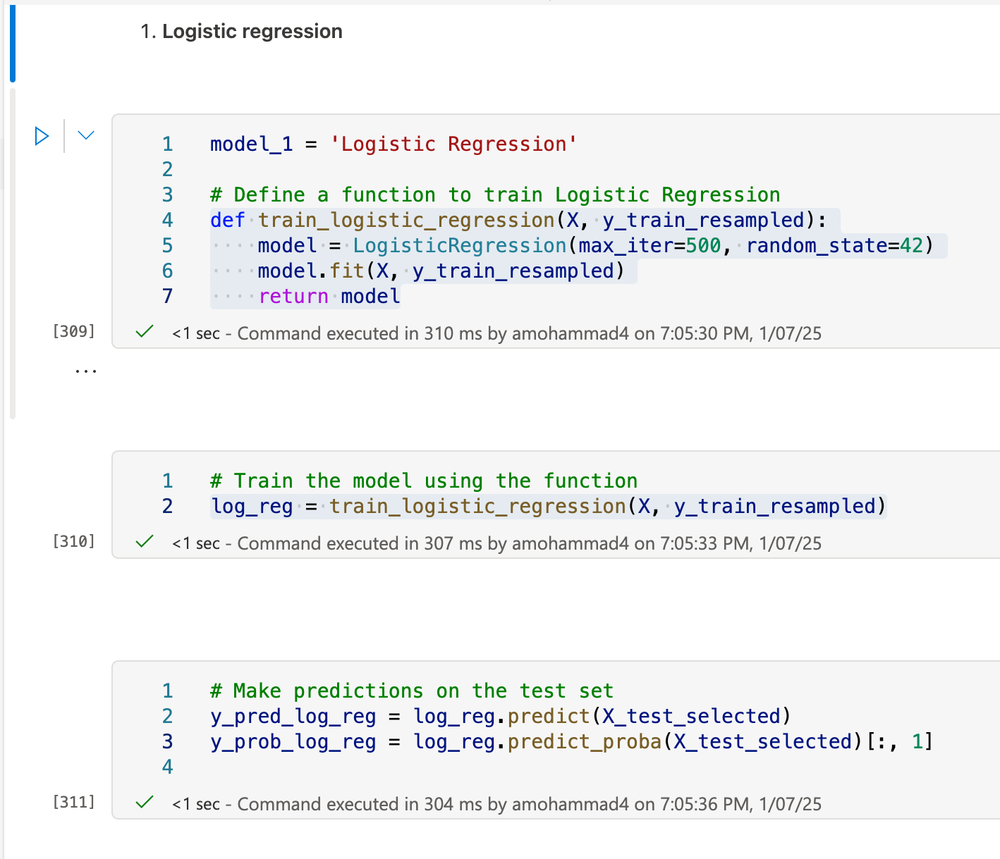 1. Logistic regression
1 model_1 = 'Logistic Regression'
2
3 # Define a function to train Logistic Regression
4 def train_logistic_regression(X, y_train_resampled):
5     model = LogisticRegression(max_iter=500, random_state=42)
6     model.fit(X, y_train_resampled)
7     return model
[309] <1 sec - Command executed in 310 ms by amohammad4 on 7:05:30 PM, 1/07/25
...
1 # Train the model using the function
2 log_reg = train_logistic_regression(X, y_train_resampled)
[310] <1 sec - Command executed in 307 ms by amohammad4 on 7:05:33 PM, 1/07/25
1 # Make predictions on the test set
2 y_pred_log_reg = log_reg.predict(X_test_selected)
3 y_prob_log_reg = log_reg.predict_proba(X_test_selected)[:, 1]
4
[311] <1 sec - Command executed in 304 ms by amohammad4 on 7:05:36 PM, 1/07/25